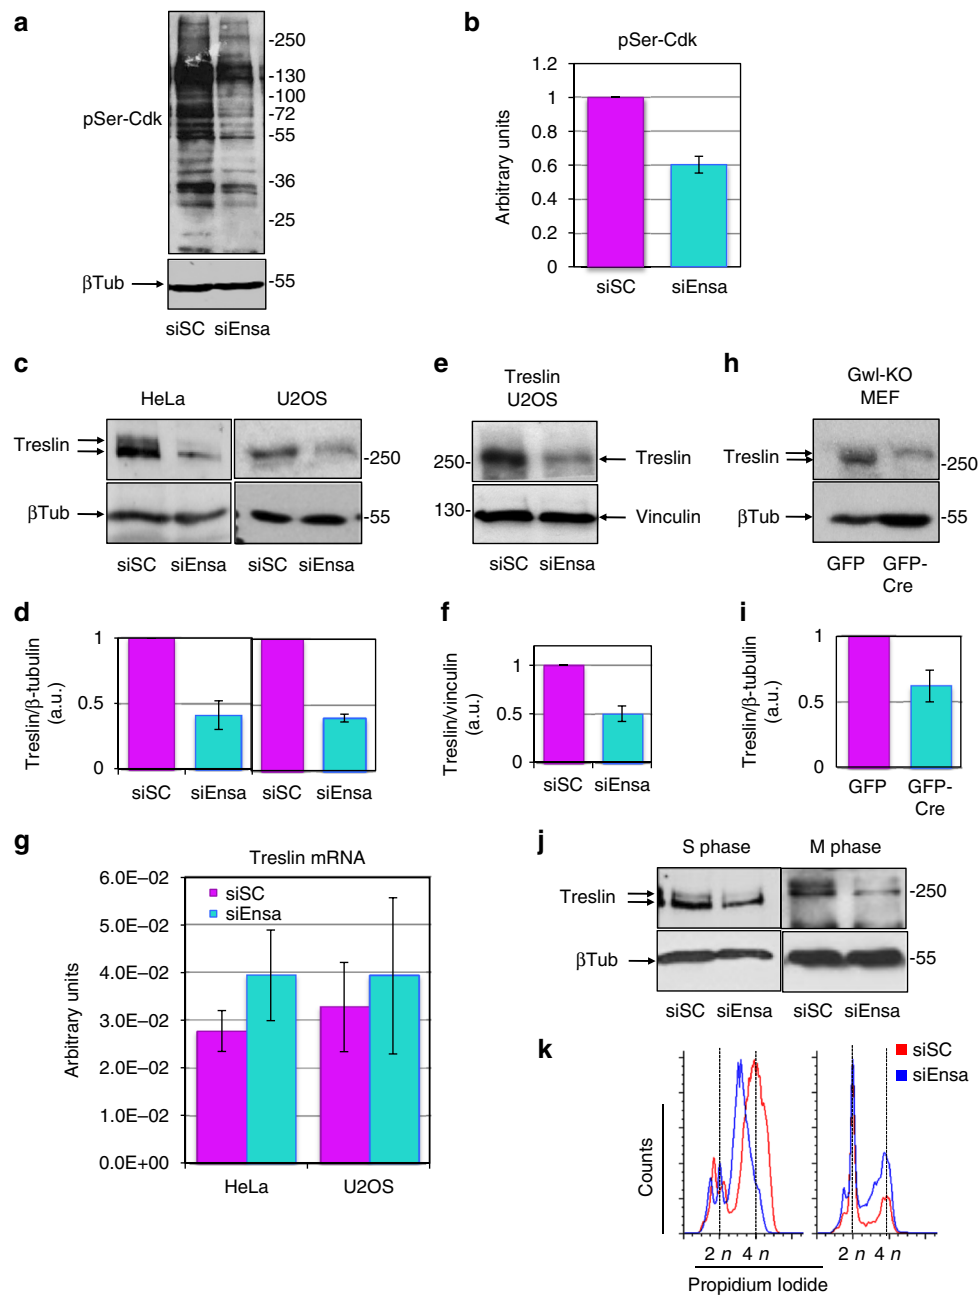 a
pSer-Cdk
-250
-130
-100
-72
-55
-36
-25
βTub
-55
siSC siEnsa
b
pSer-Cdk
Arbitrary units
1.2
1
0.8
0.6
0.4
0.2
0
siSC siEnsa
c
HeLa U2OS
Treslin
-250
βTub
-55
siSC siEnsa siSC siEnsa
e
Treslin
U2OS
250-
Treslin
130-
Vinculin
siSC siEnsa
h
Gwl-KO
MEF
Treslin
-250
βTub
-55
GFP GFP-
Cre
d
Treslin/β-tubulin
(a.u.)
1
0.5
0
siSC siEnsa siSC siEnsa
f
Treslin/vinculin
(a.u.)
1
0.5
0
siSC siEnsa
i
Treslin/β-tubulin
(a.u.)
1
0.5
0
GFP GFP-
Cre
g
Treslin mRNA
siSC
siEnsa
Arbitrary units
6.0E–02
5.0E–02
4.0E–02
3.0E–02
2.0E–02
1.0E–02
0.0E+00
HeLa U2OS
j
S phase M phase
Treslin
-250
βTub
-55
siSC siEnsa siSC siEnsa
k
siSC
siEnsa
Counts
2 n 4 n 2 n 4 n
Propidium Iodide